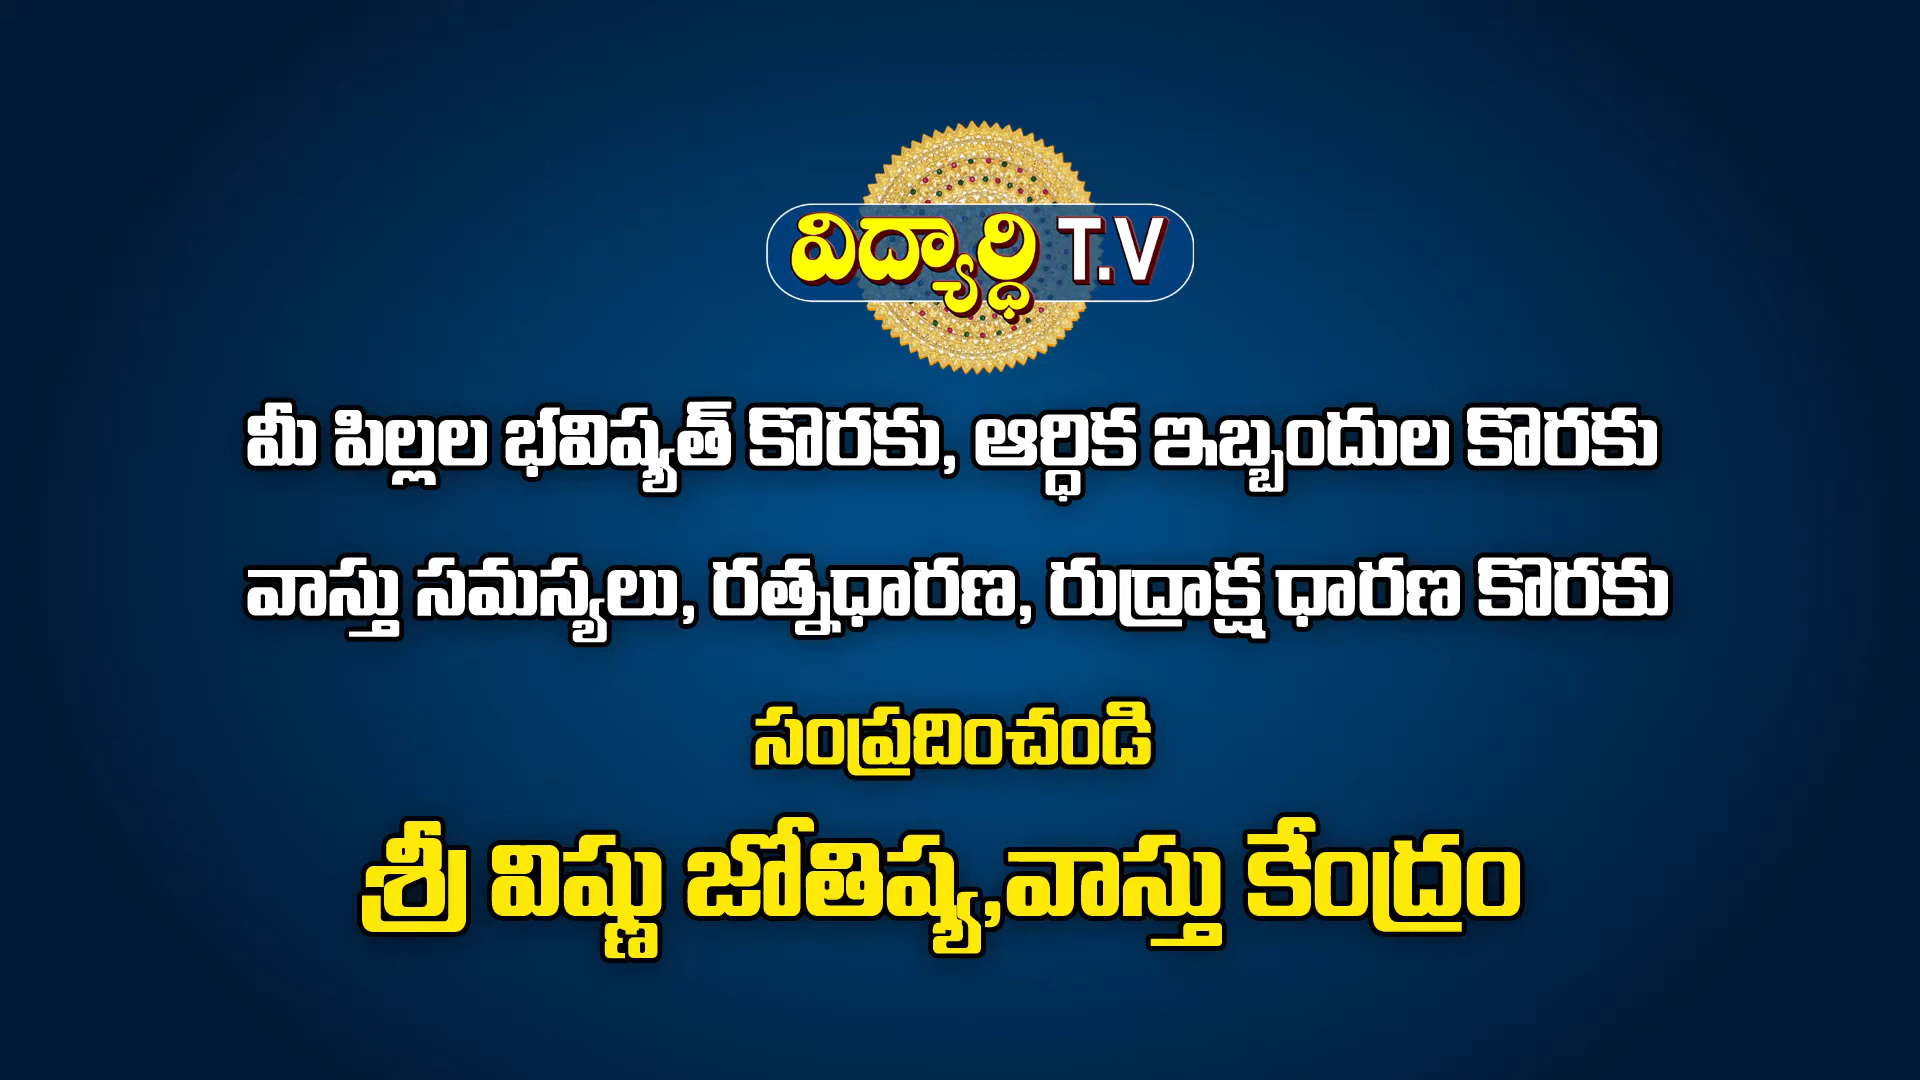 విద్యార్థి T.V
మీ పిల్లల భవిష్యత్ కొరకు, ఆర్ధిక ఇబ్బందుల కొరకు
వాస్తు సమస్యలు, రత్నధారణ, రుద్రాక్ష ధారణ కొరకు
సంప్రదించండి
శ్రీ విష్ణు జోతిష్య,వాస్తు కేంద్రం